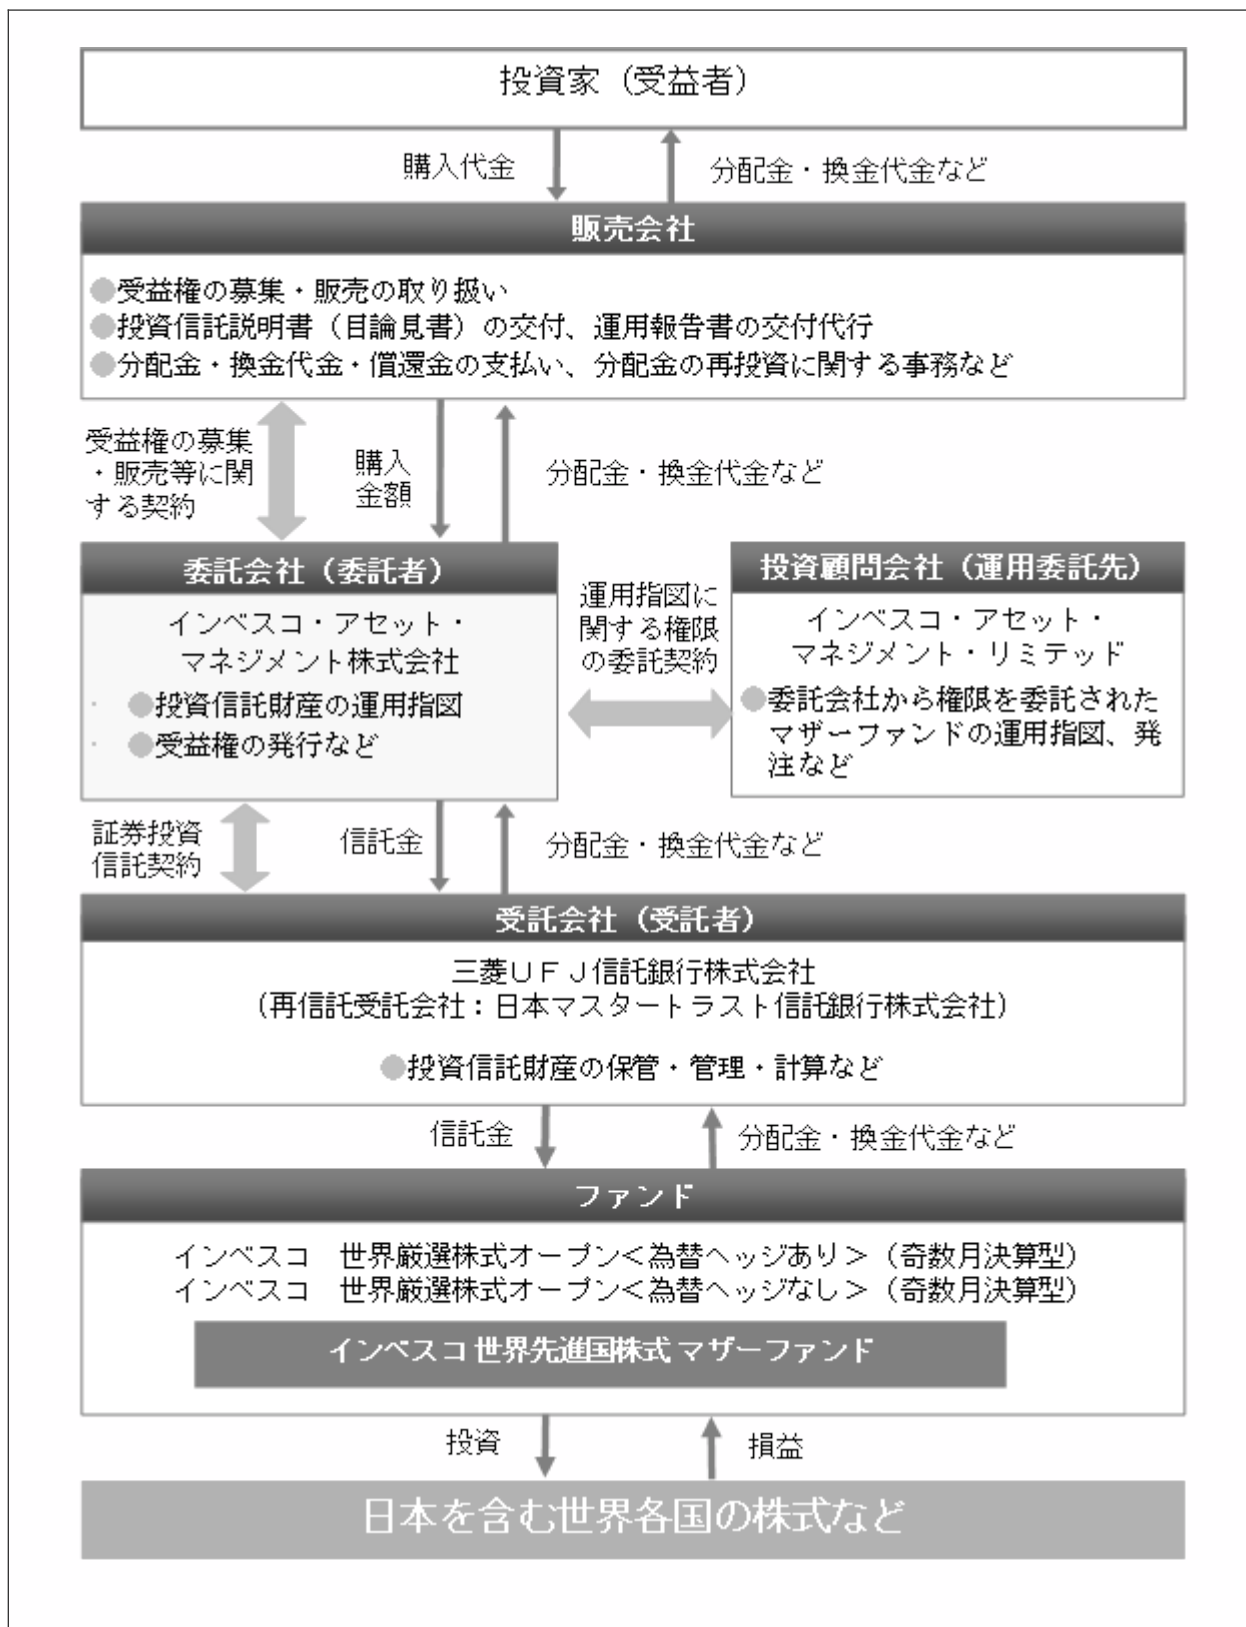 投資家（受益者）
購入代金
分配金・換金代金など
販売会社
●受益権の募集・販売の取り扱い
●投資信託説明書（目論見書）の交付、運用報告書の交付代行
●分配金・換金代金・償還金の支払い、分配金の再投資に関する事務など
受益権の募集
・販売等に関
する契約
購入
金額
分配金・換金代金など
委託会社（委託者）
インベスコ・アセット・
マネジメント株式会社
・ ●投資信託財産の運用指図
・ ●受益権の発行など
運用指図に
関する権限
の委託契約
投資顧問会社（運用委託先）
インベスコ・アセット・
マネジメント・リミテッド
●委託会社から権限を委託された
マザーファンドの運用指図、発
注など
証券投資
信託契約
信託金
分配金・換金代金など
受託会社（受託者）
三菱ＵＦＪ信託銀行株式会社
（再信託受託会社：日本マスタートラスト信託銀行株式会社）
●投資信託財産の保管・管理・計算など
信託金
分配金・換金代金など
ファンド
インベスコ　世界厳選株式オープン＜為替ヘッジあり＞（奇数月決算型）
インベスコ　世界厳選株式オープン＜為替ヘッジなし＞（奇数月決算型）
インベスコ 世界先進国株式 マザーファンド
投資
損益
日本を含む世界各国の株式など